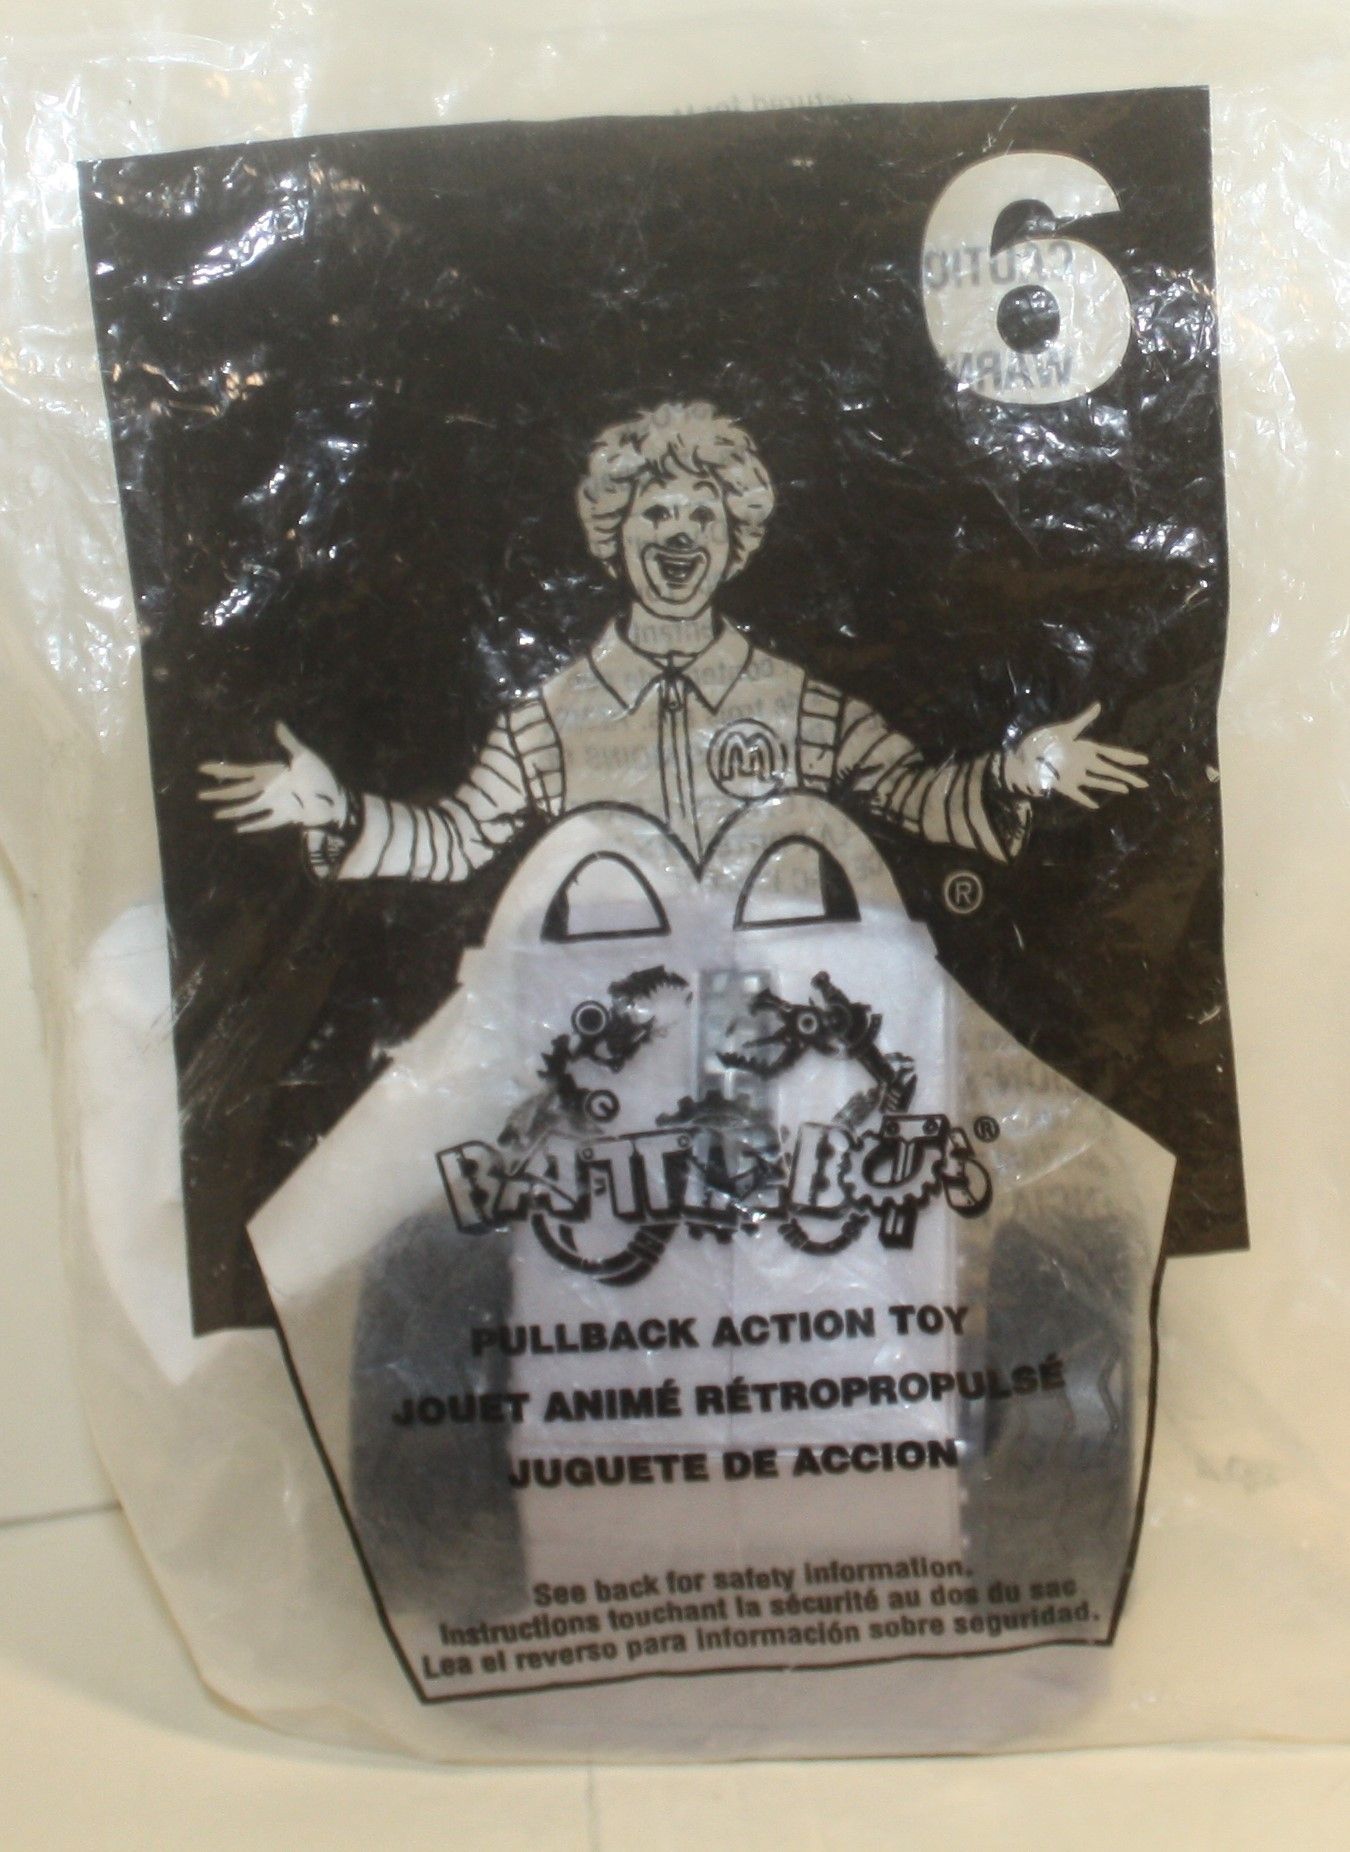 6
M
®
BATTLEBOTS®
PULLBACK ACTION TOY
JOUET ANIMÉ RÉTROPROPULSÉ
JUGUETE DE ACCION
See back for safety information.
Instructions touchant la sécurité au dos du sac
Lea el reverso para información sobre seguridad.